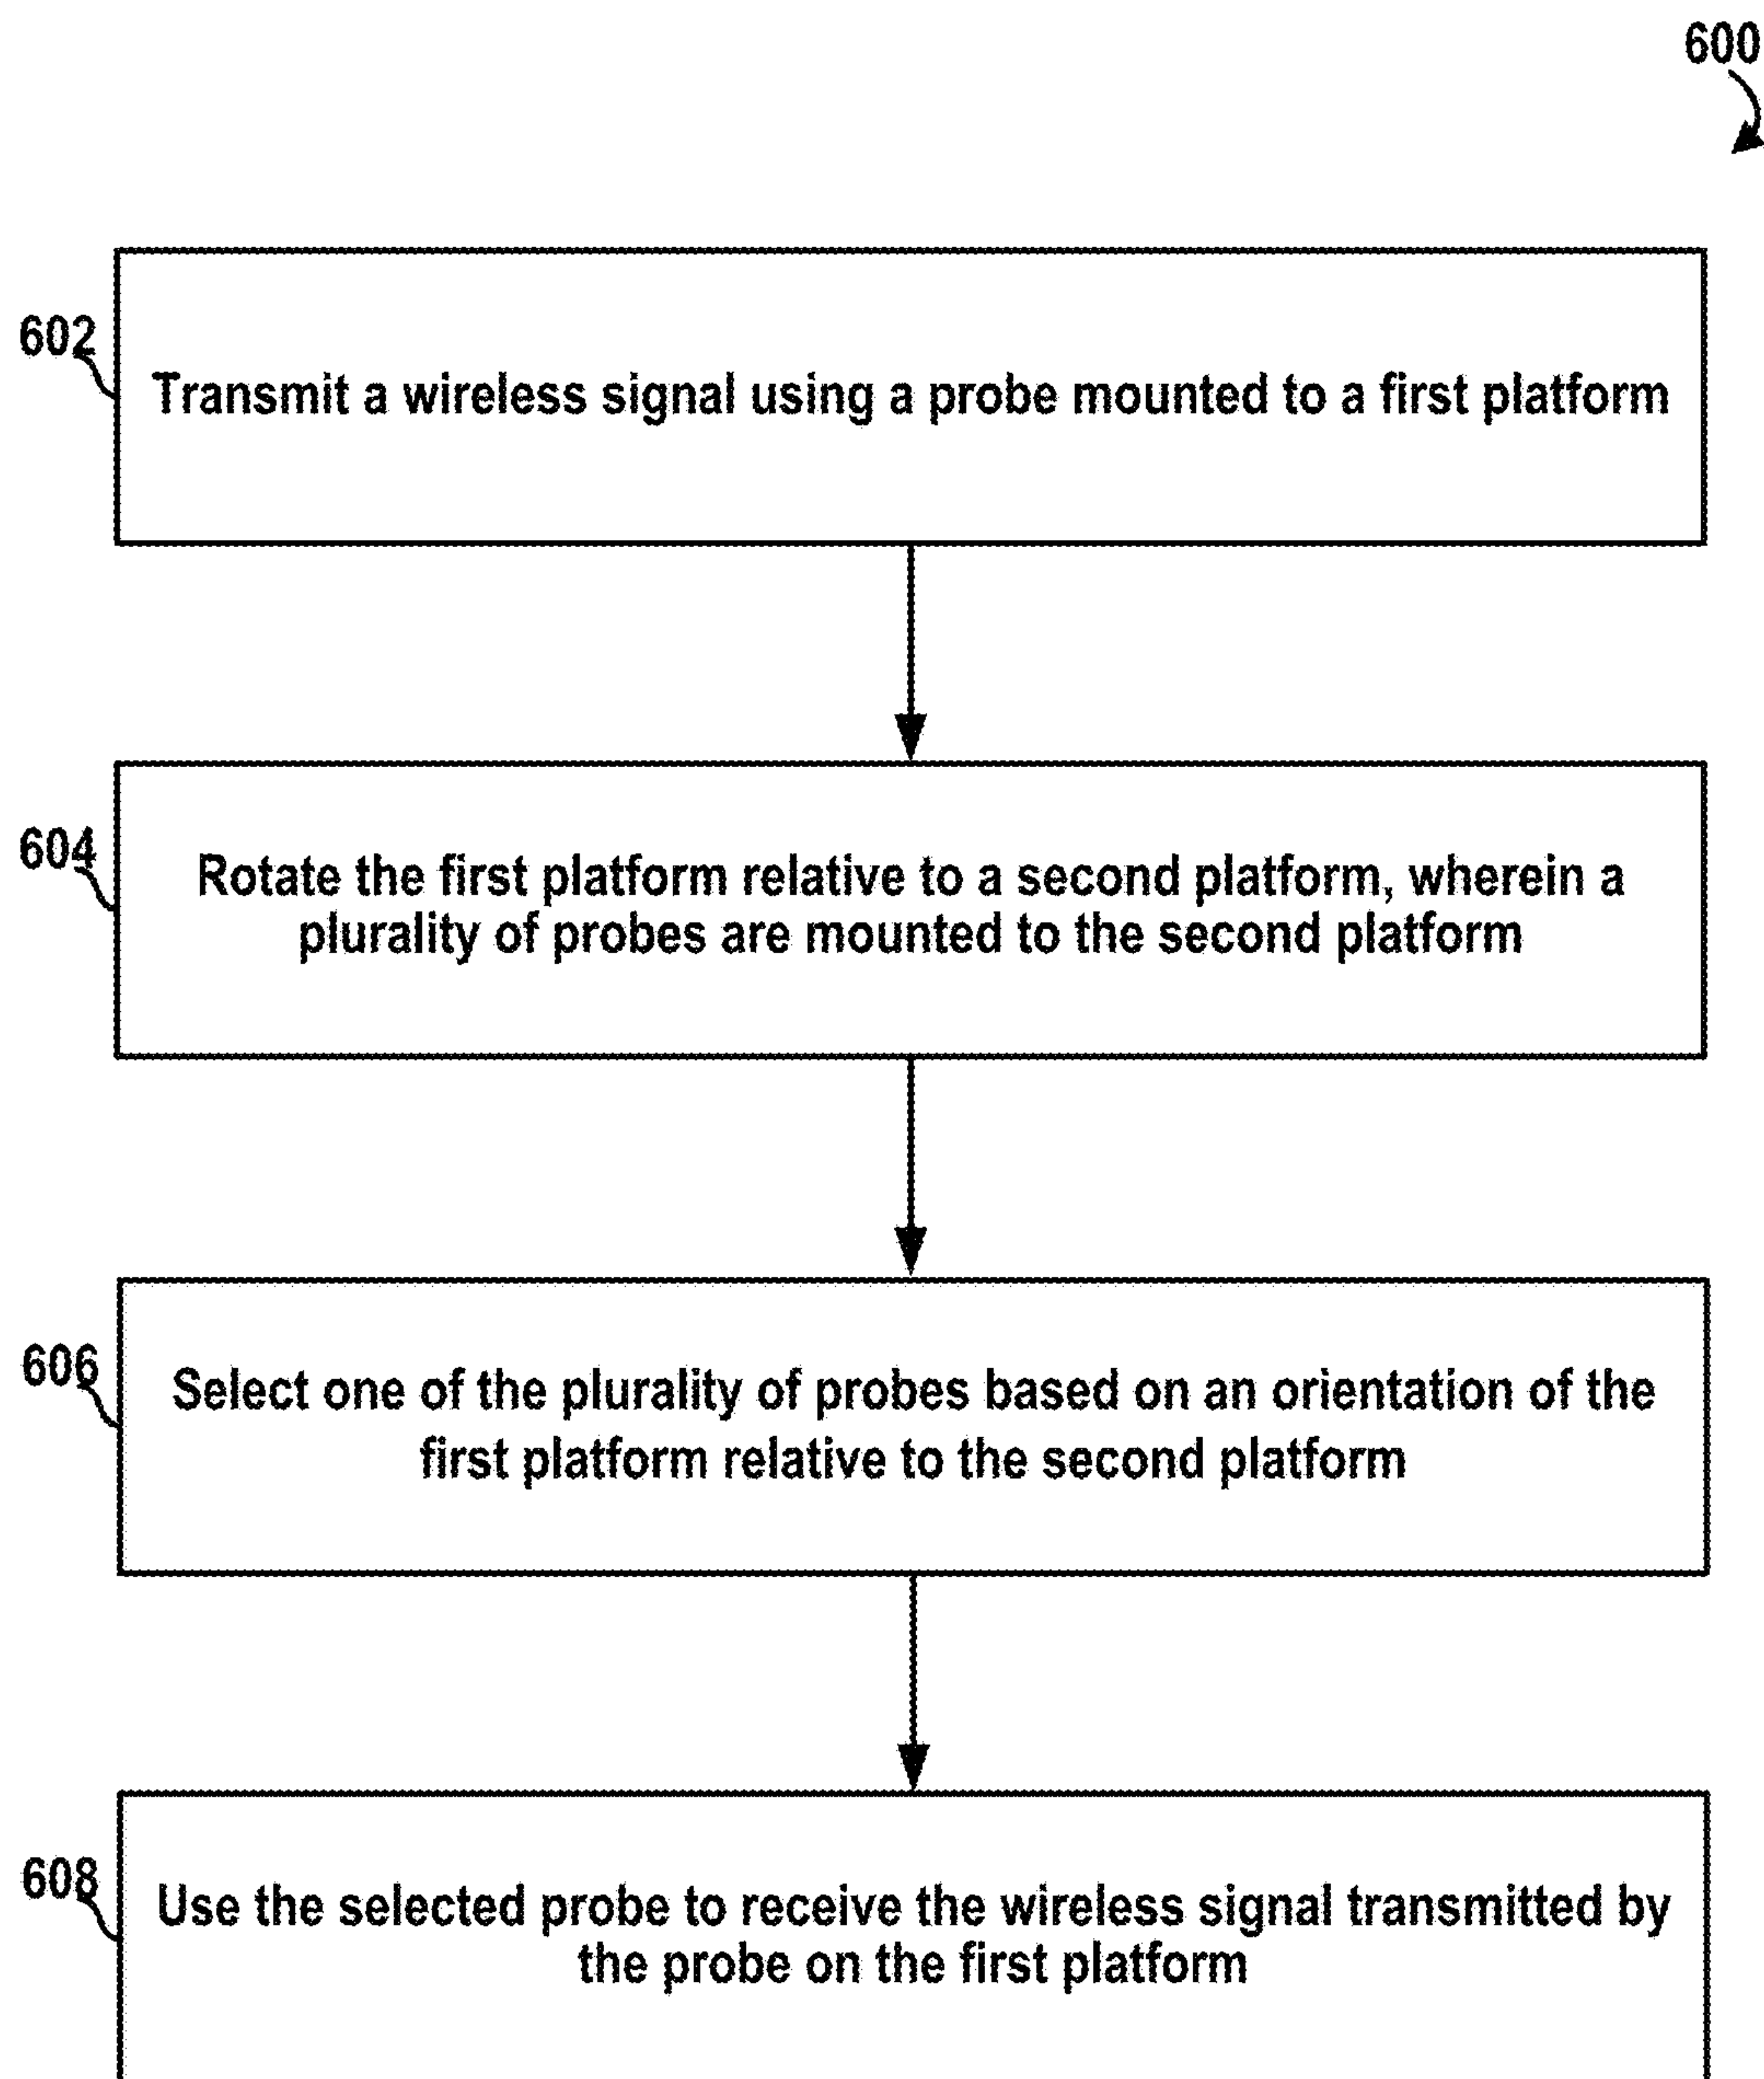 600
602
Transmit a wireless signal using a probe mounted to a first platform
604
Rotate the first platform relative to a second platform, wherein a
plurality of probes are mounted to the second platform
606
Select one of the plurality of probes based on an orientation of the
first platform relative to the second platform
608
Use the selected probe to receive the wireless signal transmitted by
the probe on the first platform